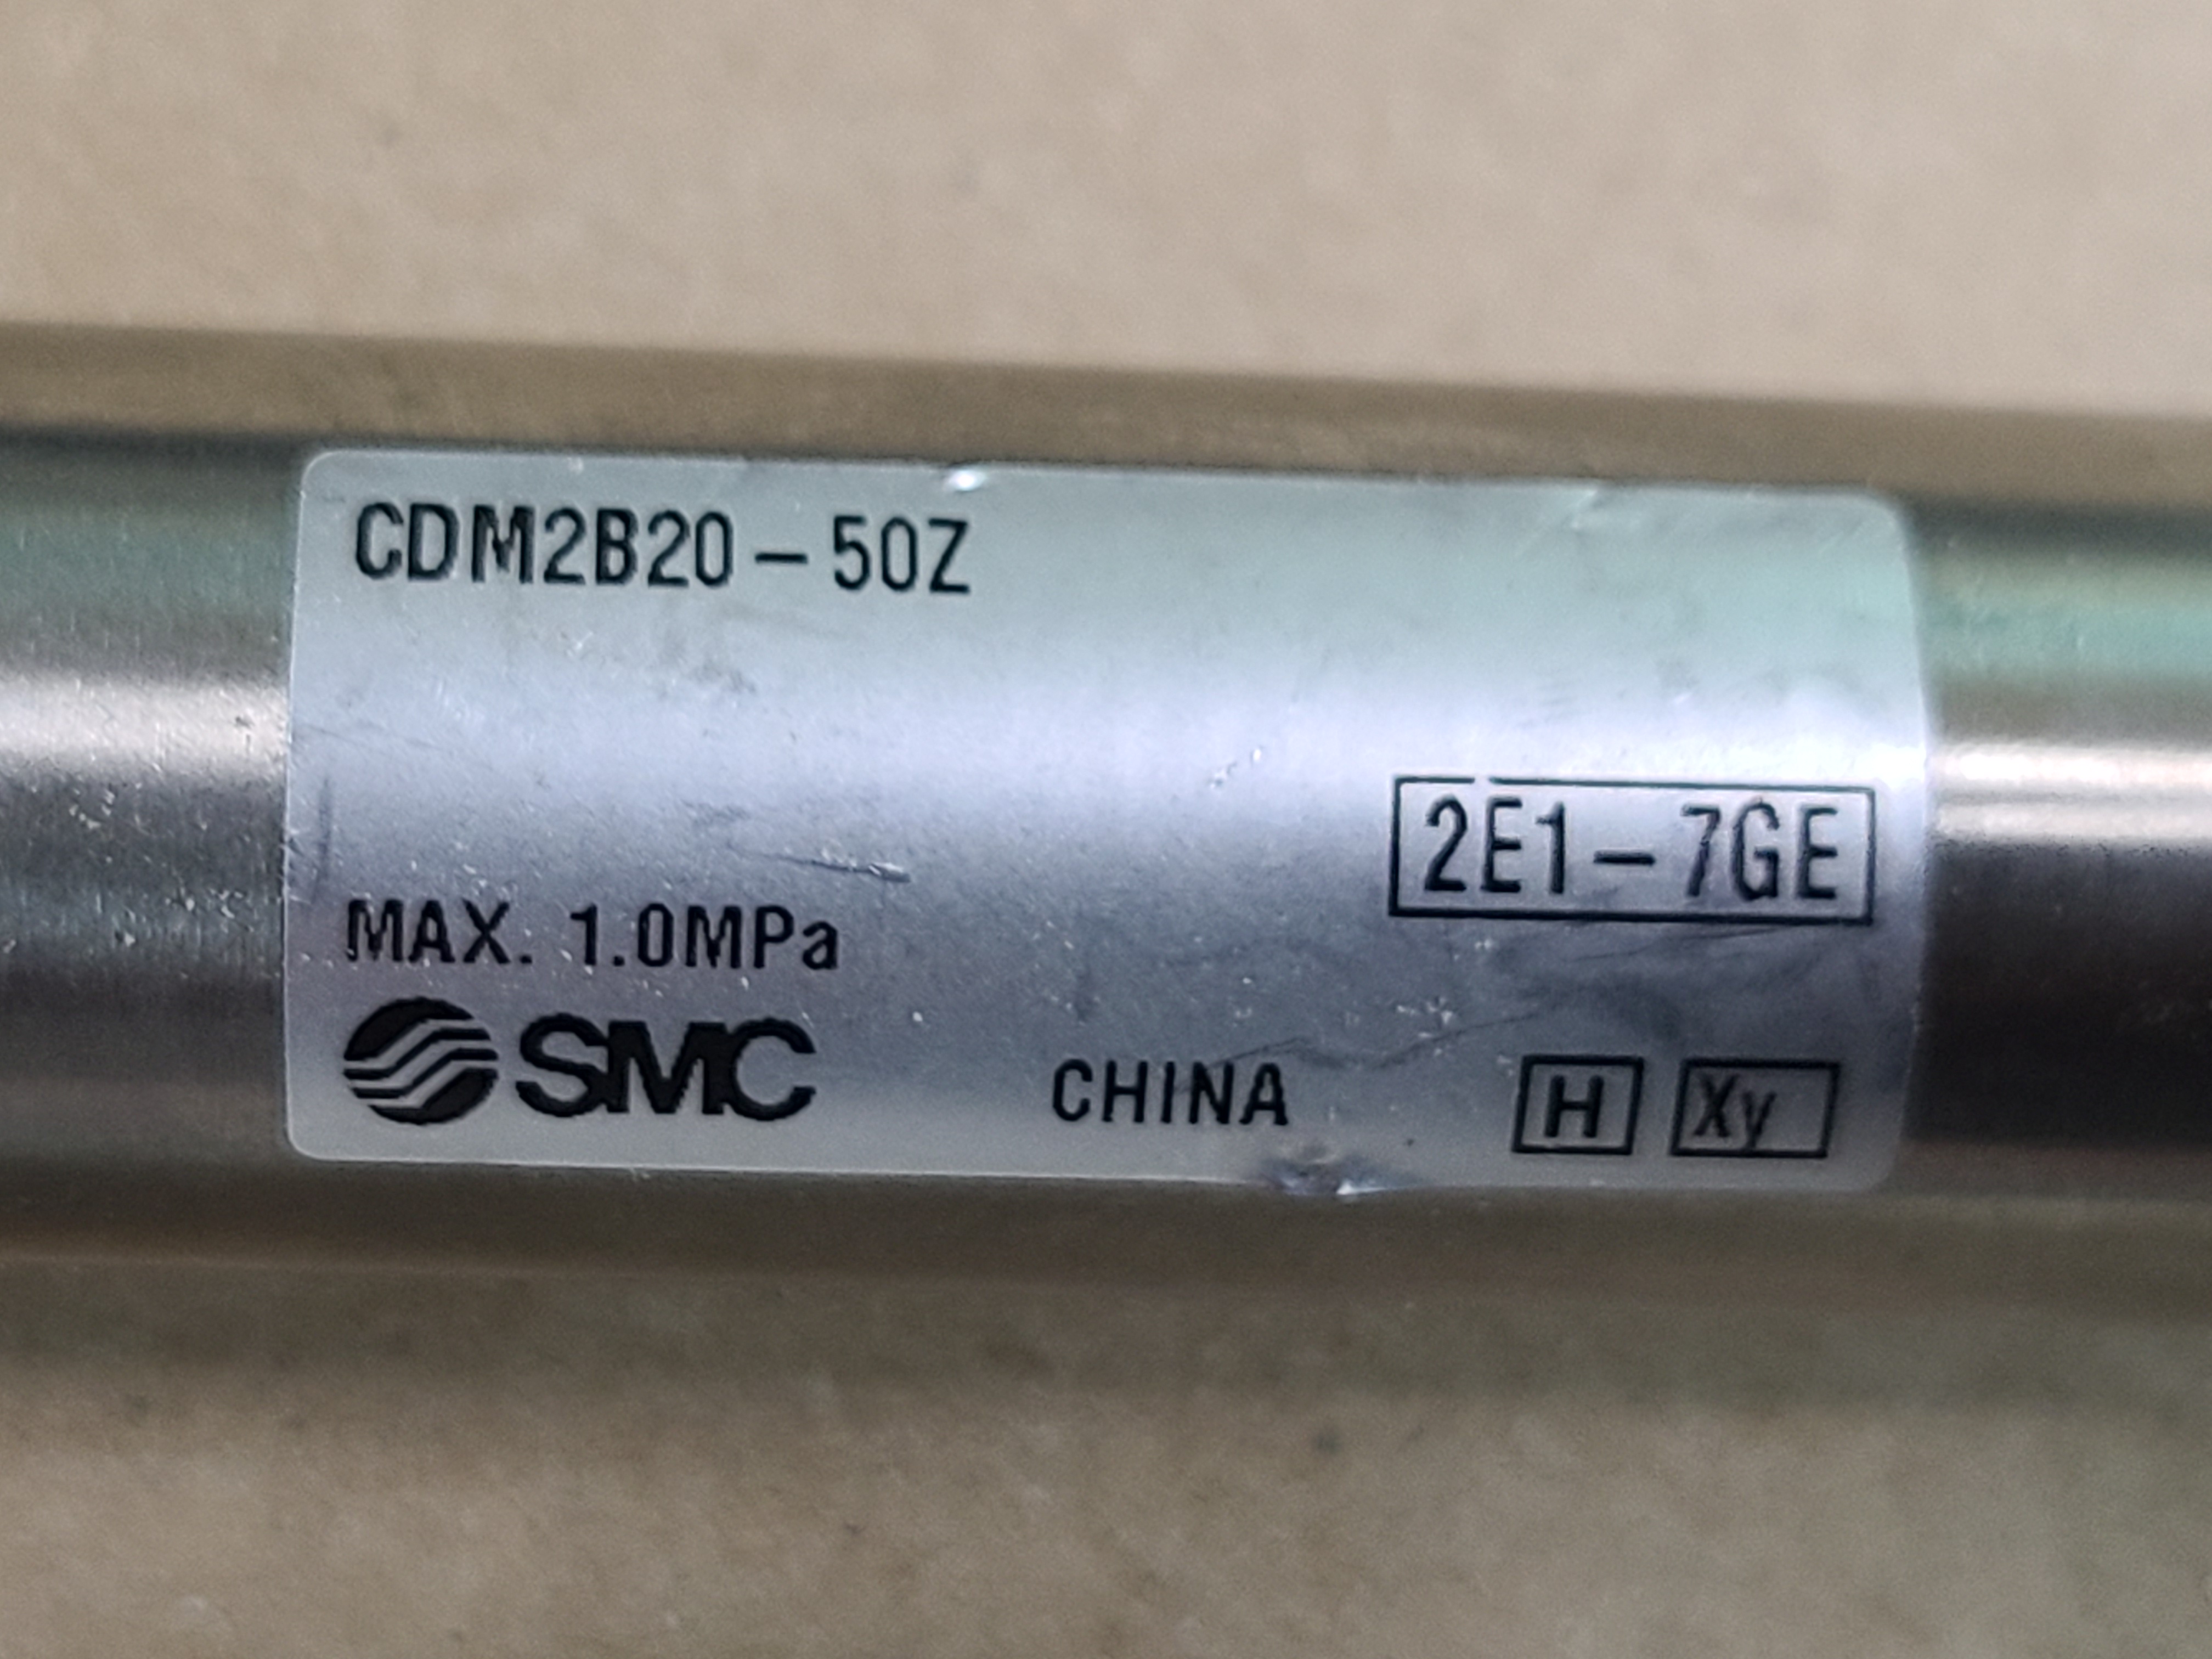 CDM2B20-50Z
2E1-7GE
MAX. 1.0MPa
SMC CHINA H Xy